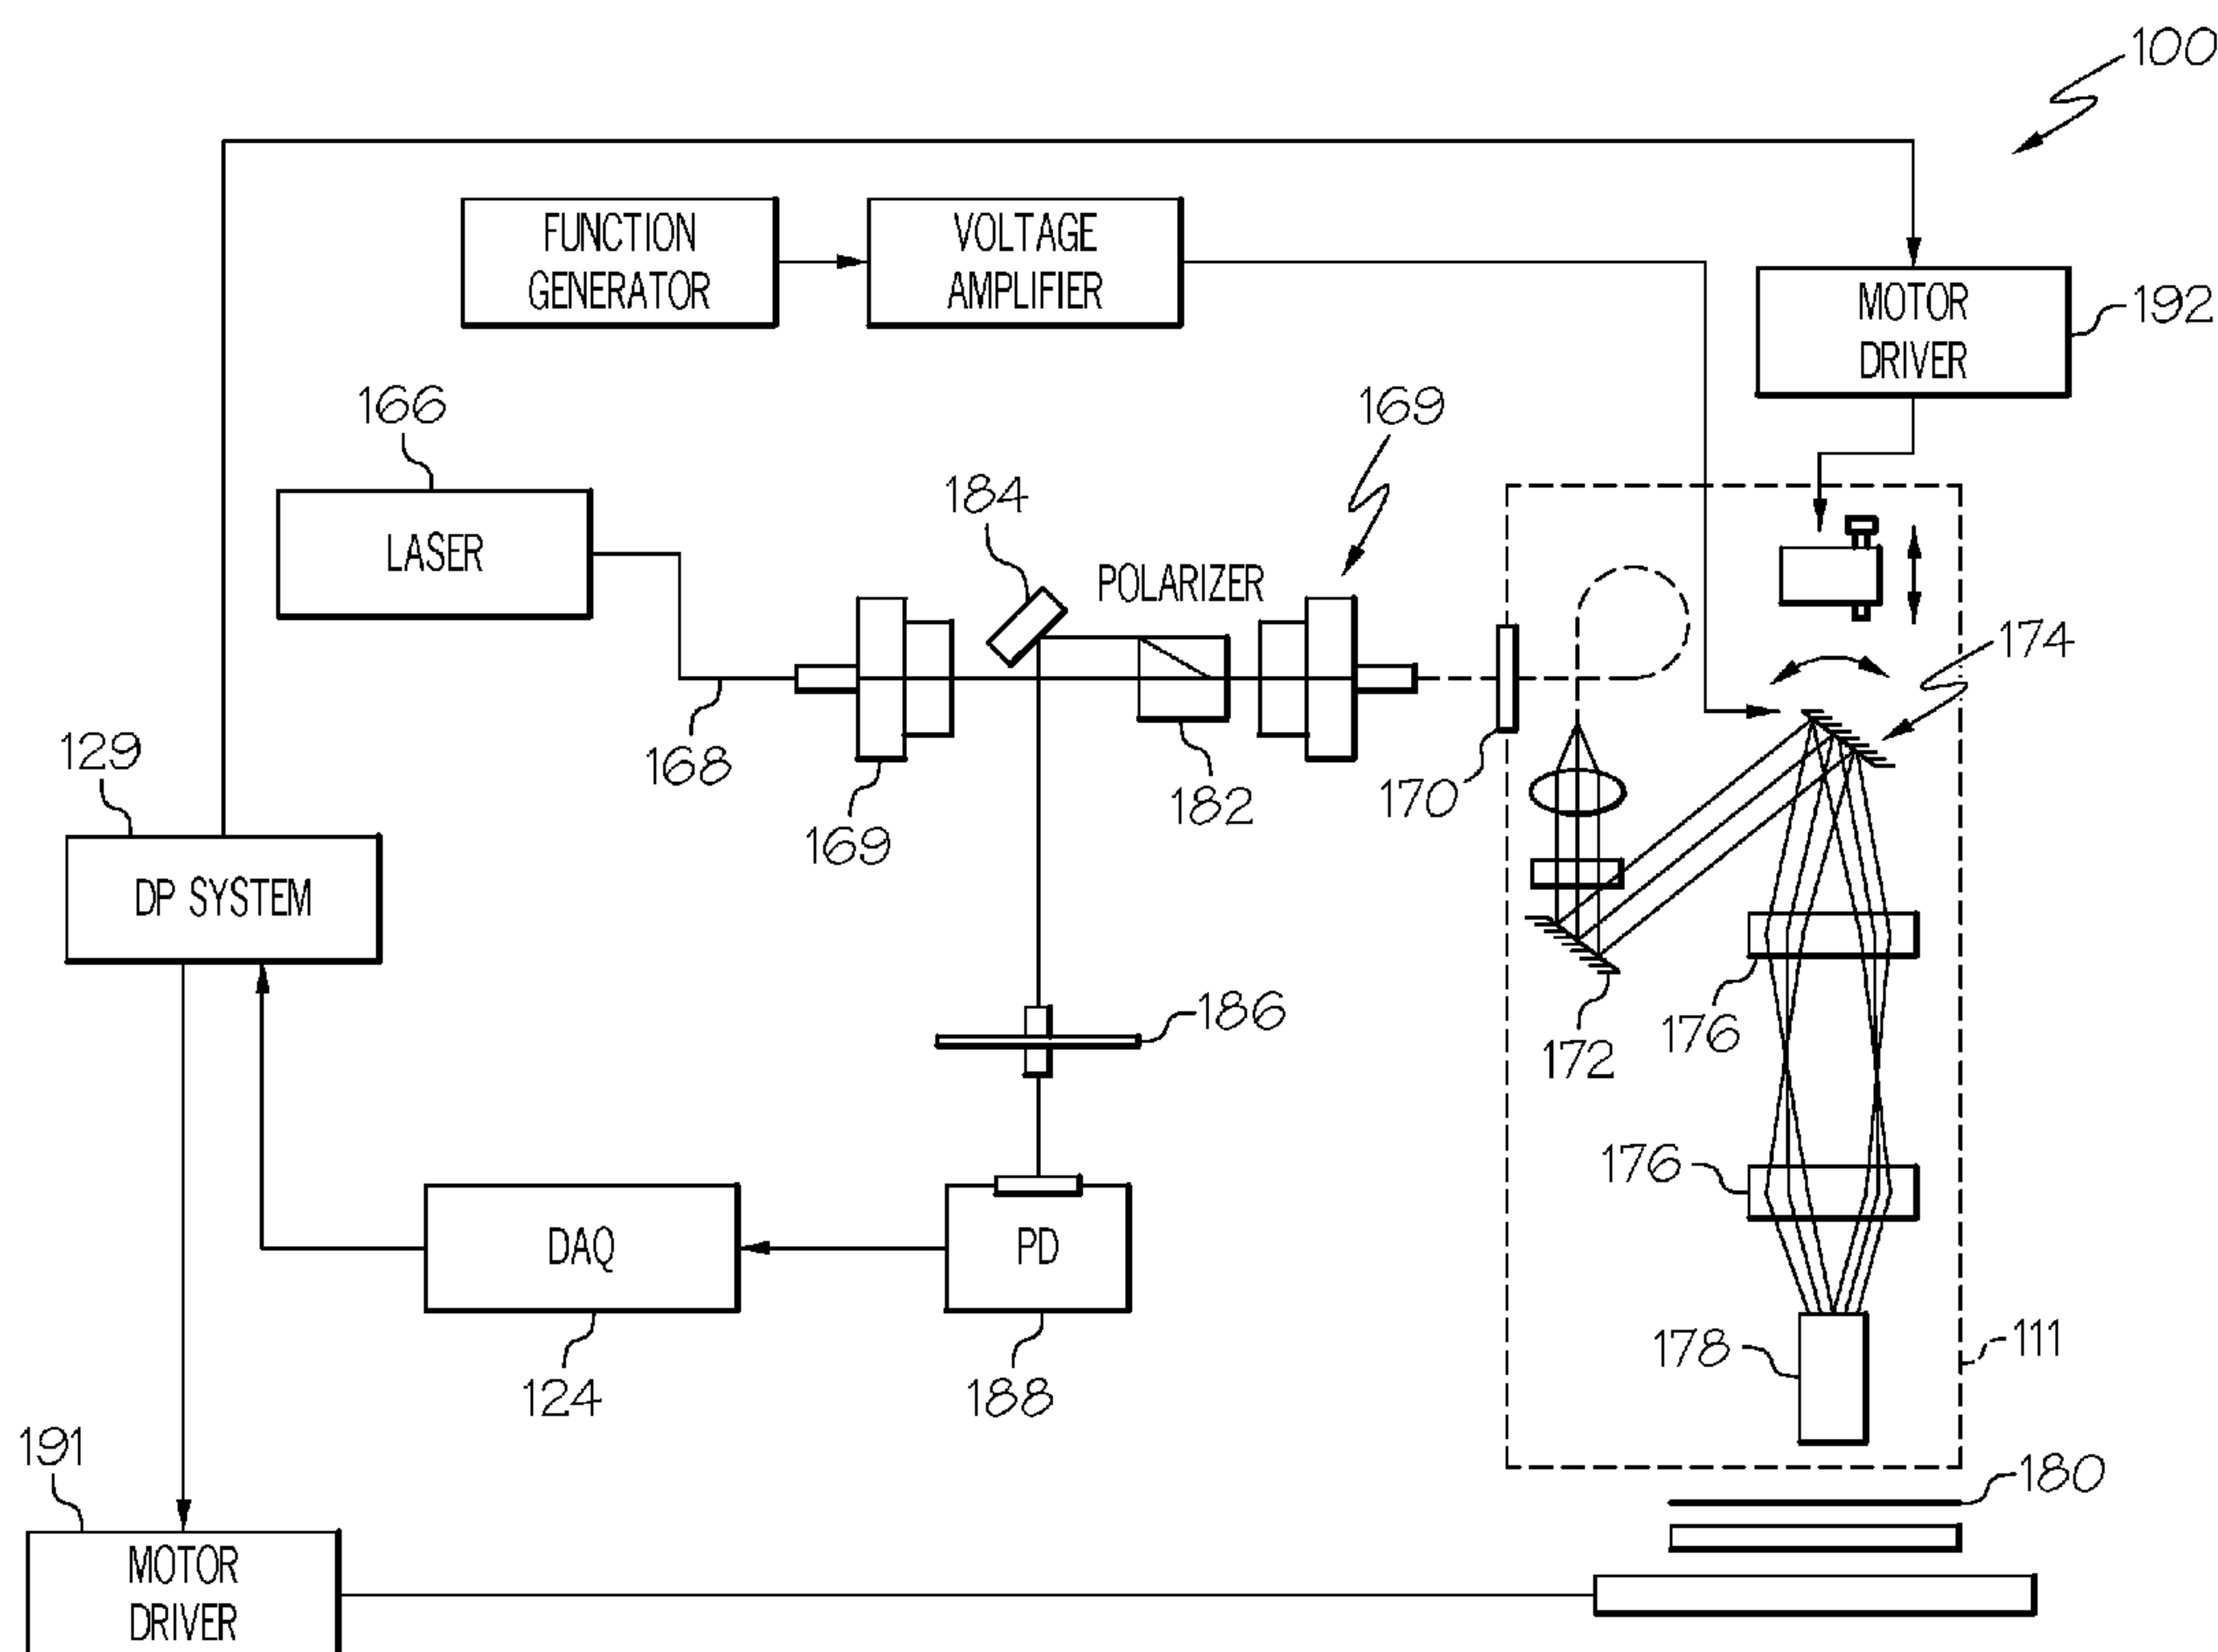 100
FUNCTION
GENERATOR
VOLTAGE
AMPLIFIER
MOTOR
DRIVER
192
166
169
LASER
184
POLARIZER
174
129
168
169
182
170
DP SYSTEM
186
172
176
176
DAQ
PD
178
111
124
188
191
180
MOTOR
DRIVER